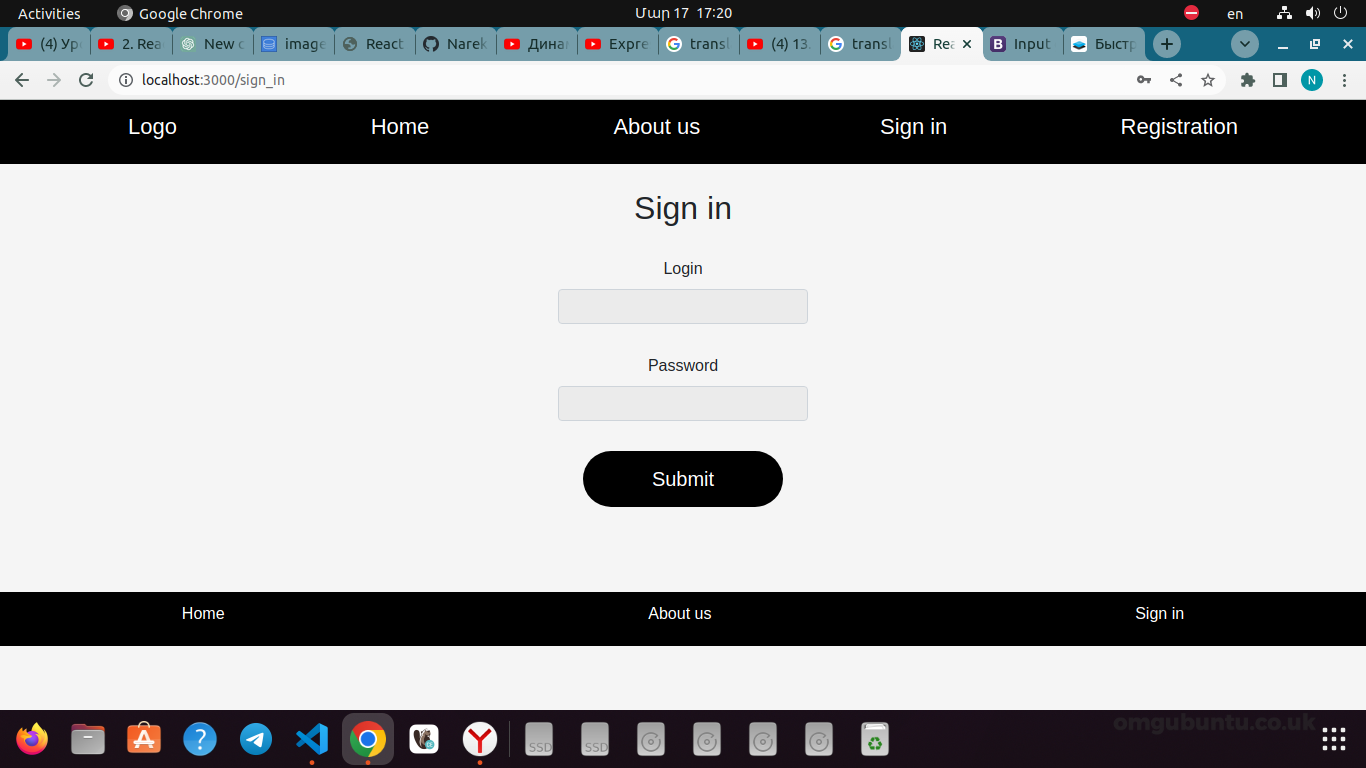 Activities Google Chrome Մար 17 17:20 en
(4) Ур 2. Rea New c image React Narek Динам Expre transl (4) 13. transl Rea Input Быстр
localhost:3000/sign_in N
Logo Home About us Sign in Registration
Sign in
Login
Password
Submit
Home About us Sign in
omgubuntu.co.uk
SSD SSD